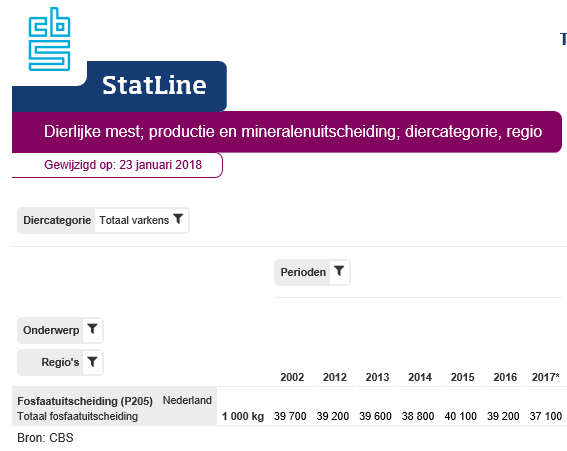 cbs
T
StatLine
Dierlijke mest; productie en mineralenuitscheiding; diercategorie, regio
Gewijzigd op: 23 januari 2018
Diercategorie Totaal varkens
Perioden
Onderwerp
Regio's
2002 2012 2013 2014 2015 2016 2017*
Fosfaatuitscheiding (P205) Nederland
Totaal fosfaatuitscheiding 1 000 kg 39 700 39 200 39 600 38 800 40 100 39 200 37 100
Bron: CBS